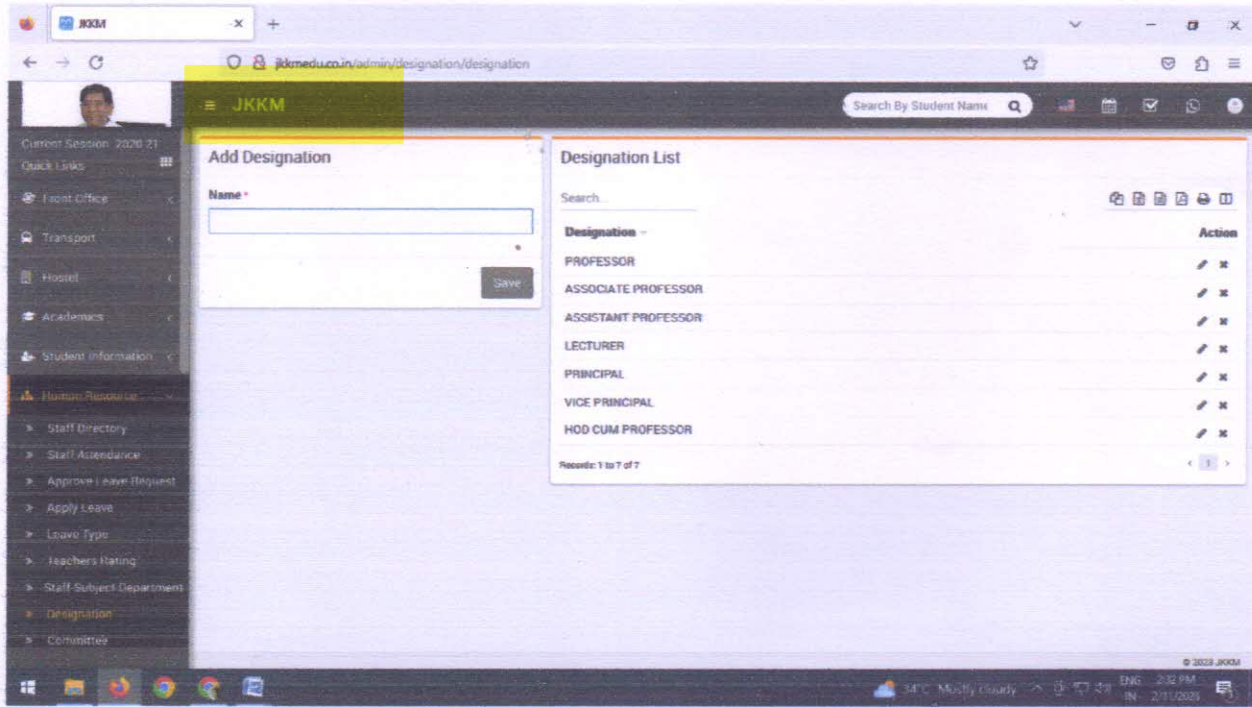 JKKM
jkkmedu.co.in/admin/designation/designation
JKKM
Search By Student Name
Current Session 2020-21
Quick Links
Front Office
Transport
Hostel
Academics
Student Information
Human Resource
Staff Directory
Staff Attendance
Approve Leave Request
Apply Leave
Leave Type
Teachers Rating
Staff-Subject Department
Designation
Committee
Add Designation
Name *
Save
Designation List
Search...
Designation
Action
PROFESSOR
ASSOCIATE PROFESSOR
ASSISTANT PROFESSOR
LECTURER
PRINCIPAL
VICE PRINCIPAL
HOD CUM PROFESSOR
Records: 1 to 7 of 7
1
© 2023 JKKM
34°C Mostly cloudy
ENG
IN
2:32 PM